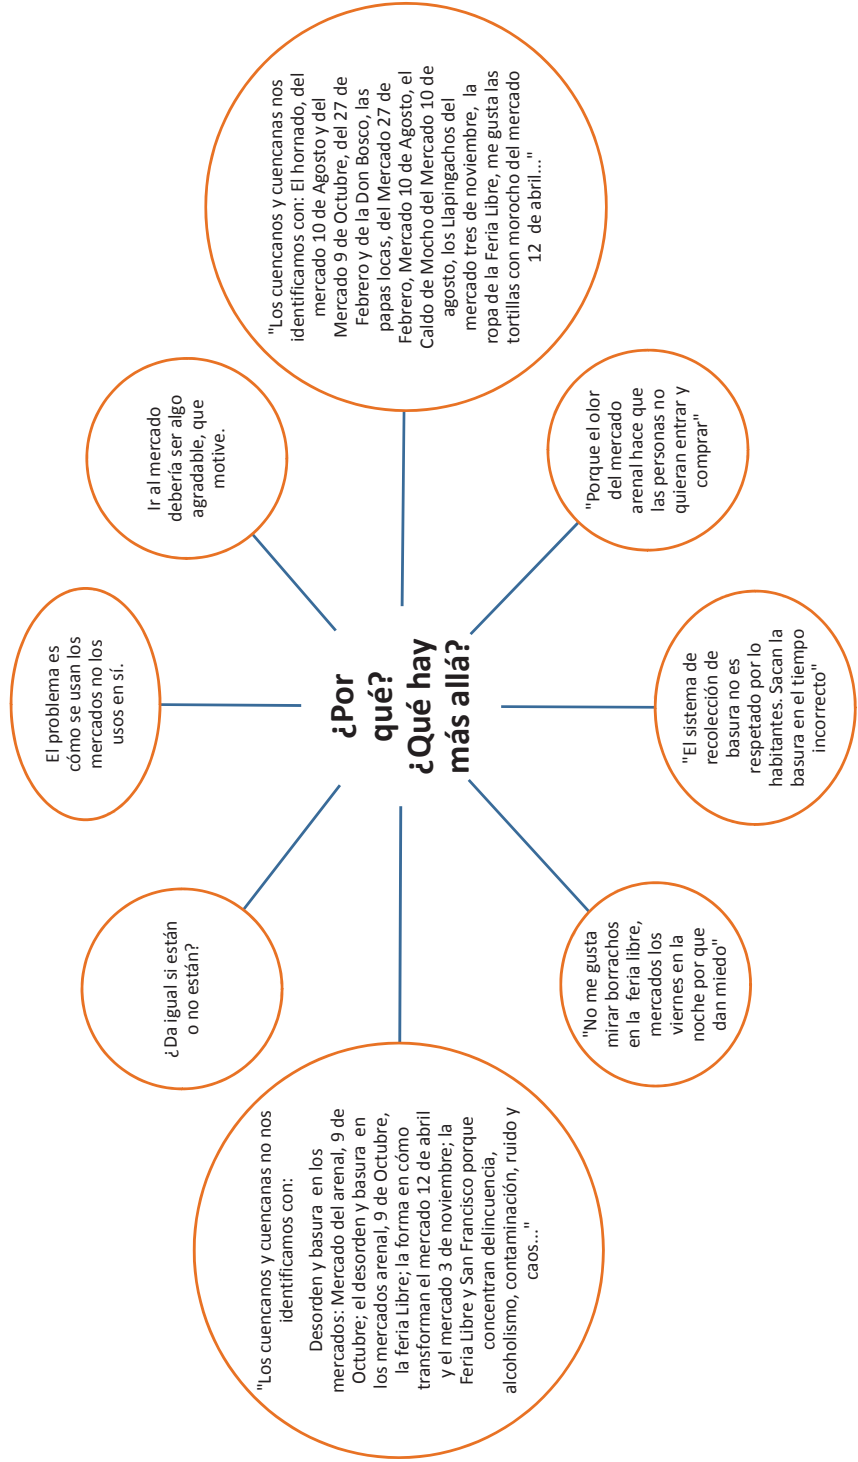 ¿Por
qué?
¿Qué hay
más allá?
El problema es
cómo se usan los
mercados no los
usos en sí.
Ir al mercado
debería ser algo
agradable, que
motive.
"Los cuencanos y cuencanas nos
identificamos con: El hornado, del
mercado 10 de Agosto y del
Mercado 9 de Octubre, del 27 de
Febrero y de la Don Bosco, las
papas locas, del Mercado 27 de
Febrero, Mercado 10 de Agosto, el
Caldo de Mocho del Mercado 10 de
agosto, los Llapingachos del
mercado tres de noviembre, la
ropa de la Feria Libre, me gusta las
tortillas con morocho del mercado
12 de abril..."
"Porque el olor
del mercado
arenal hace que
las personas no
quieran entrar y
comprar"
"El sistema de
recolección de
basura no es
respetado por lo
habitantes. Sacan la
basura en el tiempo
incorrecto"
"No me gusta
mirar borrachos
en la feria libre,
mercados los
viernes en la
noche por que
dan miedo"
"Los cuencanos y cuencanas no nos
identificamos con:
Desorden y basura en los
mercados: Mercado del arenal, 9 de
Octubre; el desorden y basura en
los mercados arenal, 9 de Octubre,
la feria Libre; la forma en cómo
transforman el mercado 12 de abril
y el mercado 3 de noviembre; la
Feria Libre y San Francisco porque
concentran delincuencia,
alcoholismo, contaminación, ruido y
caos..."
¿Da igual si están
o no están?